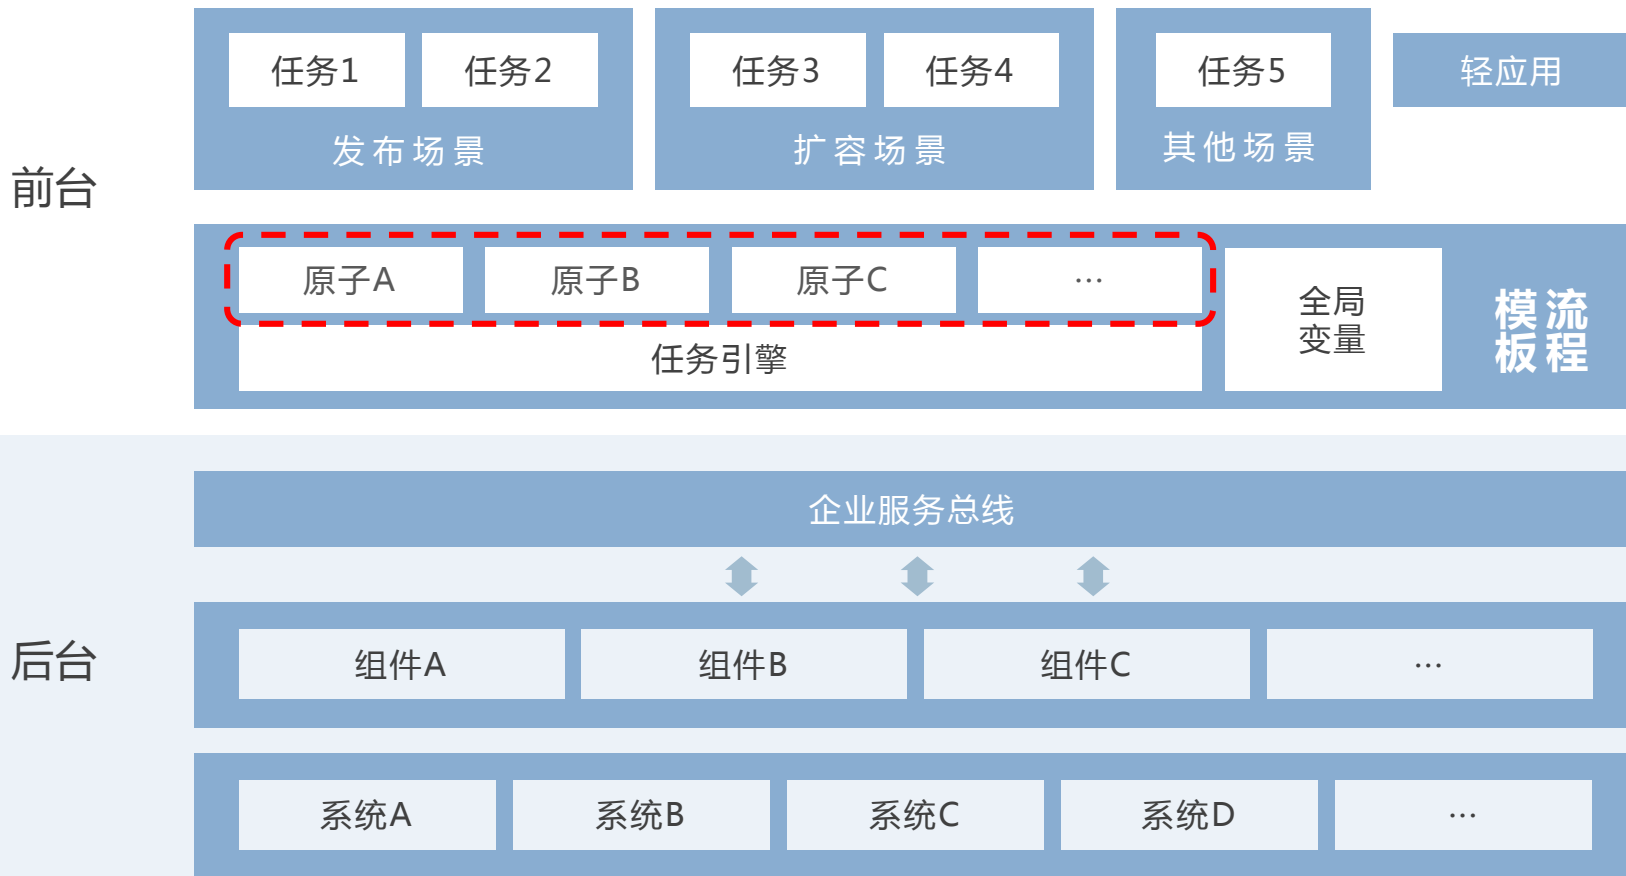 任务1
任务2
发布场景
任务3
任务4
扩容场景
任务5
其他场景
轻应用
前台
原子A
原子B
原子C
...
任务引擎
全局
变量
流程
模板
企业服务总线
后台
组件A
组件B
组件C
...
系统A
系统B
系统C
系统D
...